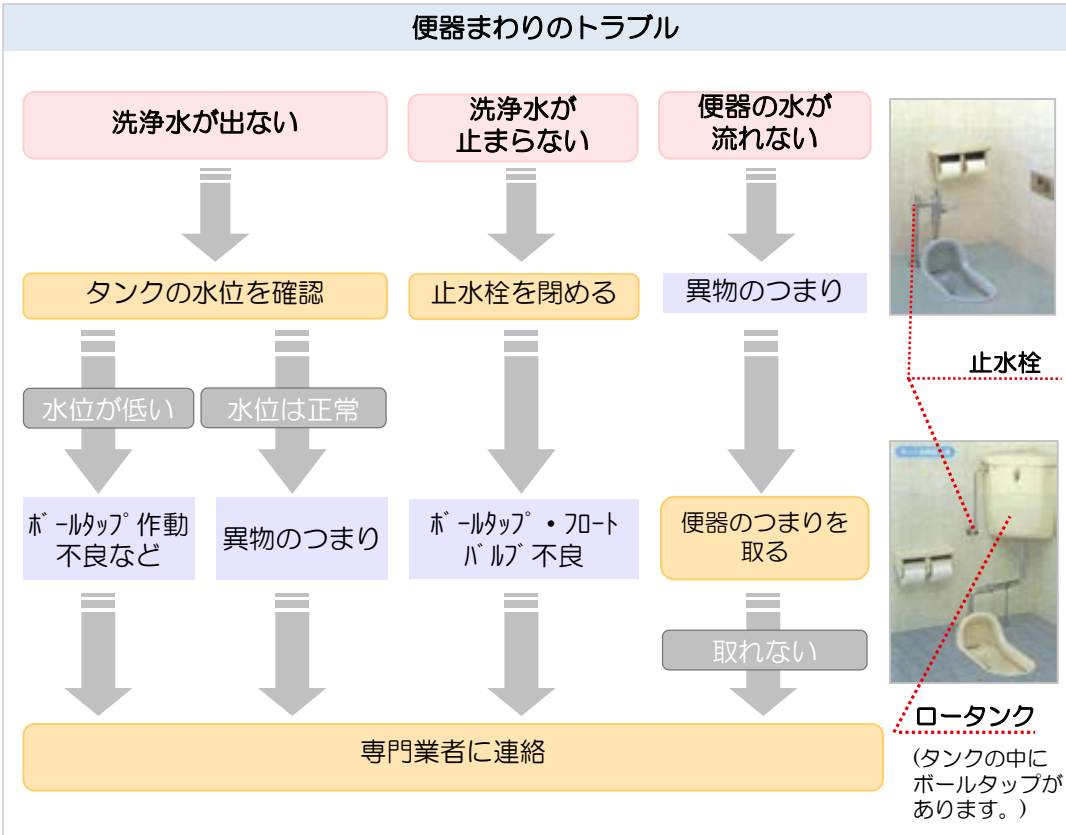 便器まわりのトラブル
洗浄水が出ない
洗浄水が
止まらない
便器の水が
流れない
タンクの水位を確認
止水栓を閉める
異物のつまり
止水栓
水位が低い
水位は正常
ﾎﾞｰﾙﾀｯﾌﾟ作動
不良など
異物のつまり
ﾎﾞｰﾙﾀｯﾌﾟ・ﾌﾛｰﾄ
ﾊﾞﾙﾌﾞ不良
便器のつまりを
取る
取れない
専門業者に連絡
ロータンク
(タンクの中に
ボールタップが
あります。)